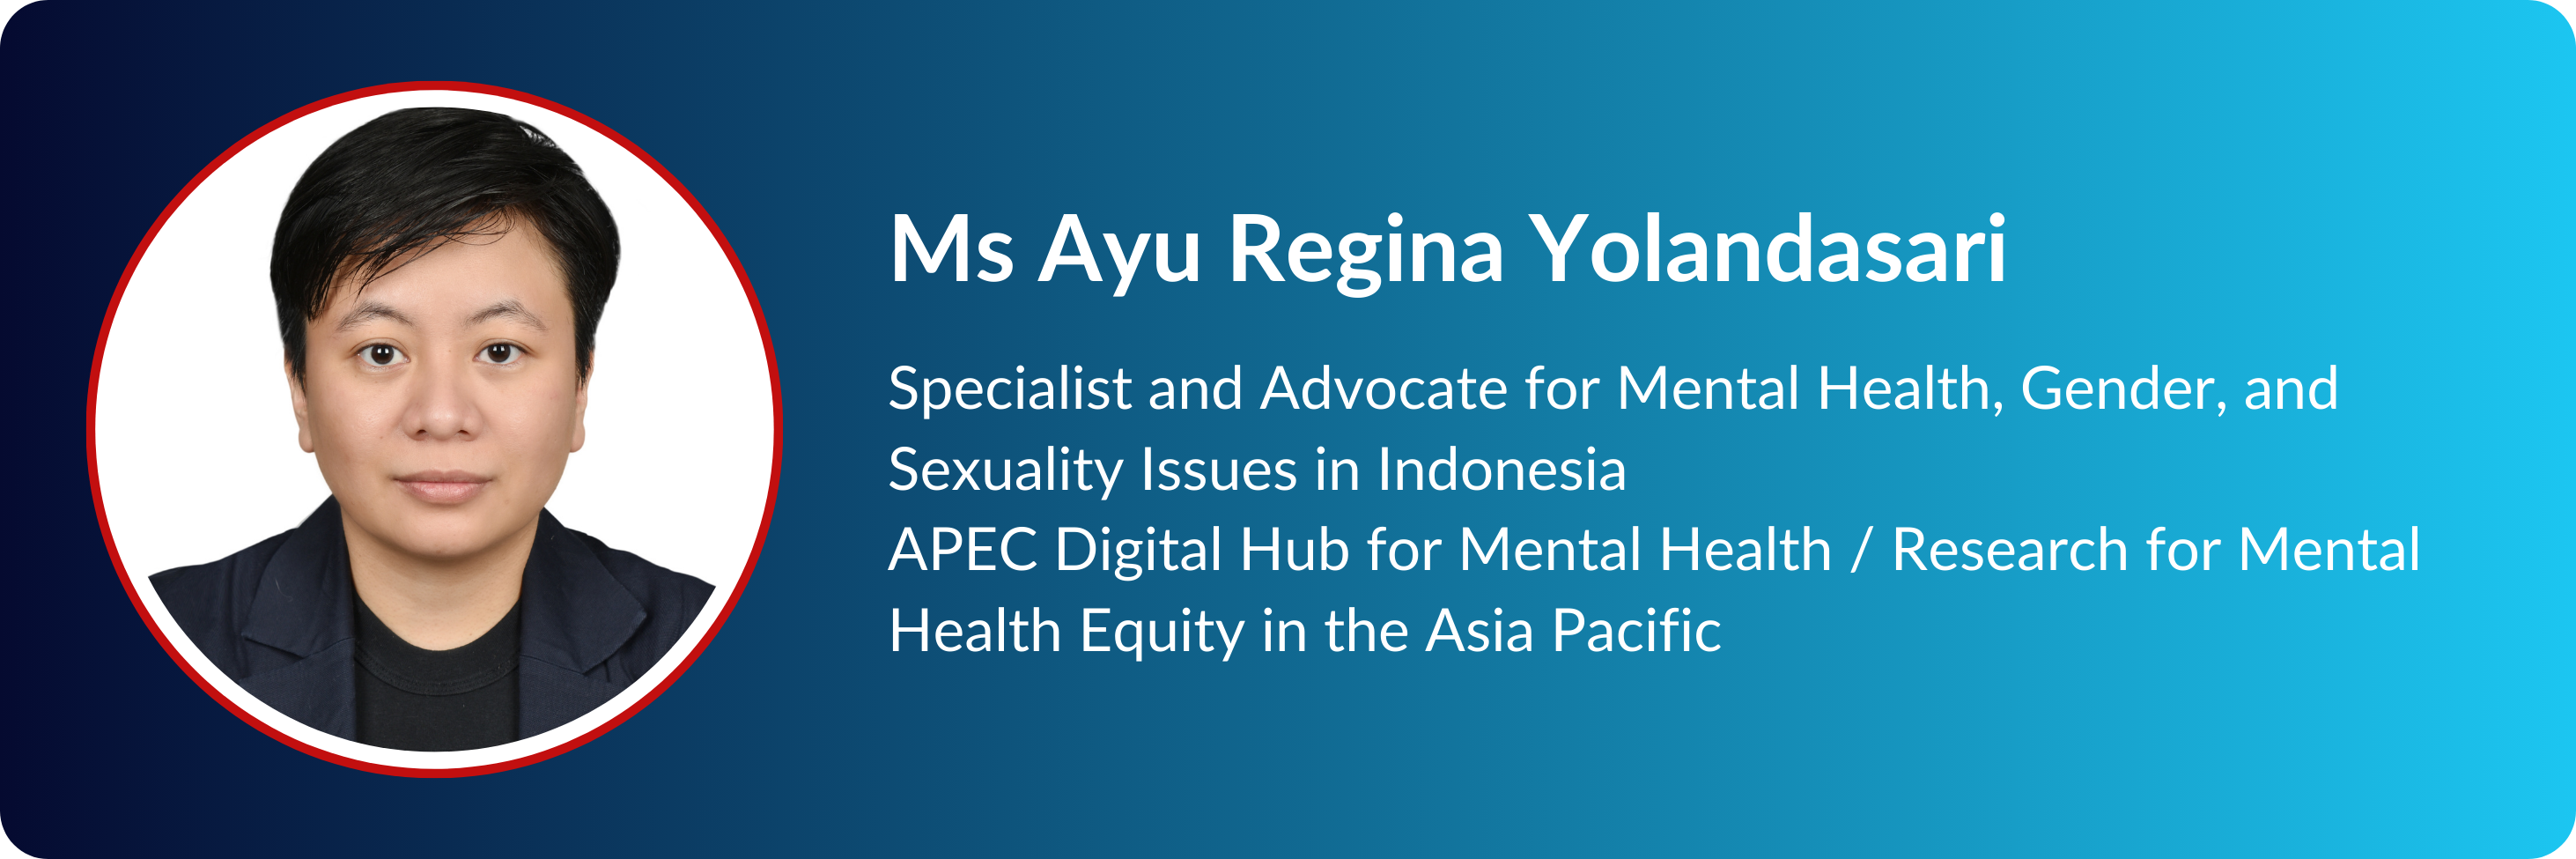 Ms Ayu Regina Yolandasari
Specialist and Advocate for Mental Health, Gender, and
Sexuality Issues in Indonesia
APEC Digital Hub for Mental Health / Research for Mental
Health Equity in the Asia Pacific